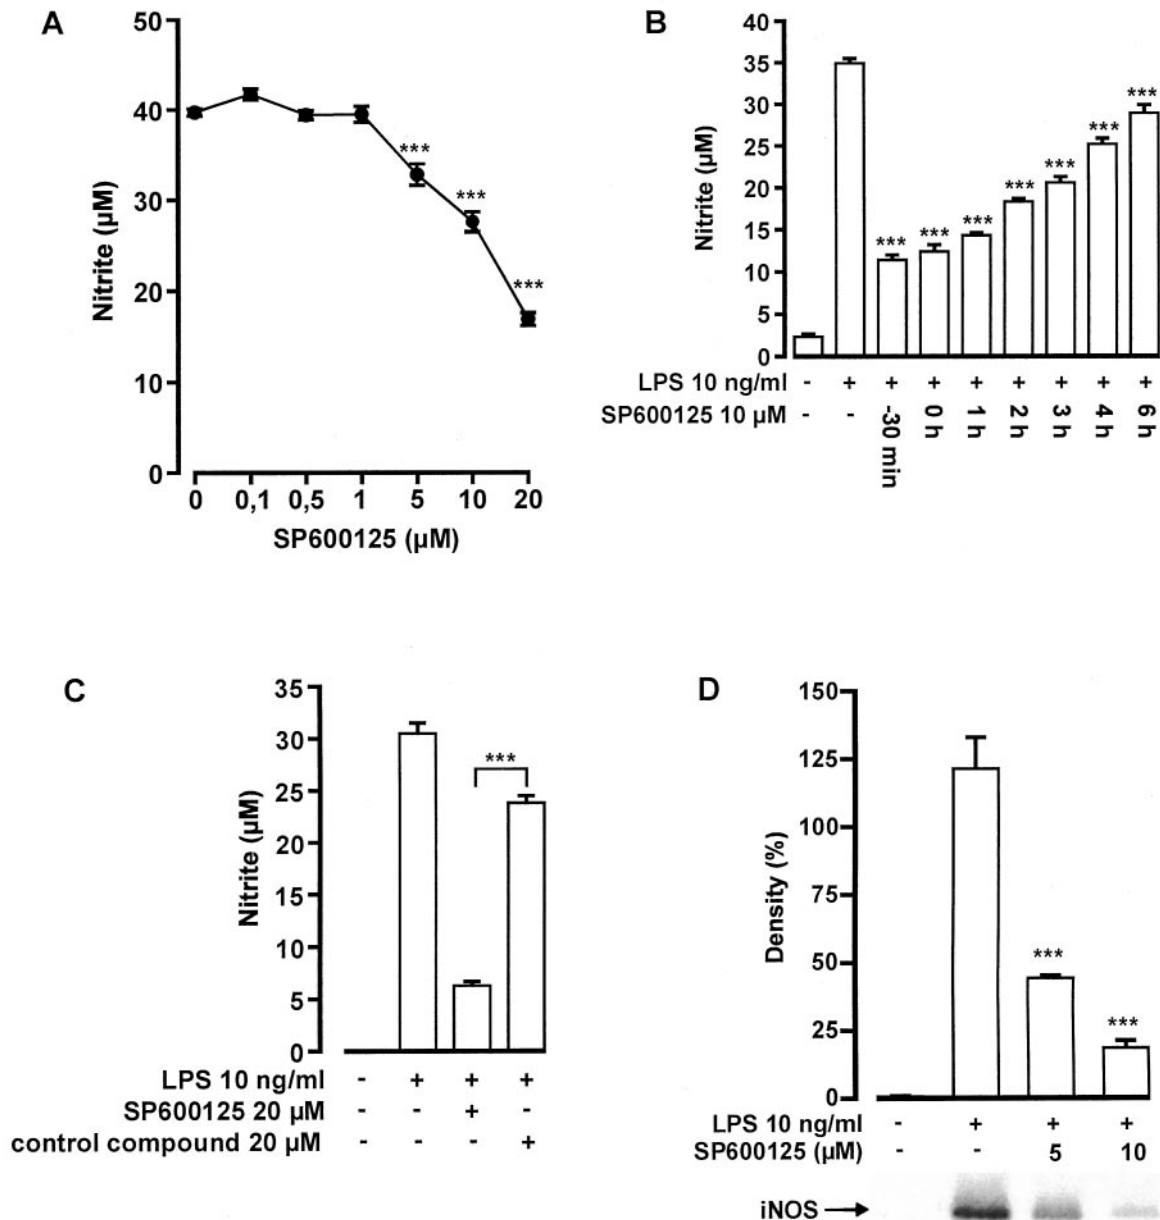 A
50
40
30
20
10
0
Nitrite (µM)
***
***
***
0 0,1 0,5 1 5 10 20
SP600125 (µM)
B
40
35
30
25
20
15
10
5
0
Nitrite (µM)
***
***
***
***
***
***
***
LPS 10 ng/ml - + + + + + + + +
SP600125 10 µM - - -30 min 0 h 1 h 2 h 3 h 4 h 6 h
C
35
30
25
20
15
10
5
0
Nitrite (µM)
***
LPS 10 ng/ml - + + +
SP600125 20 µM - - + -
control compound 20 µM - - - +
D
150
125
100
75
50
25
0
Density (%)
***
***
LPS 10 ng/ml - + + +
SP600125 (µM) - - 5 10
iNOS